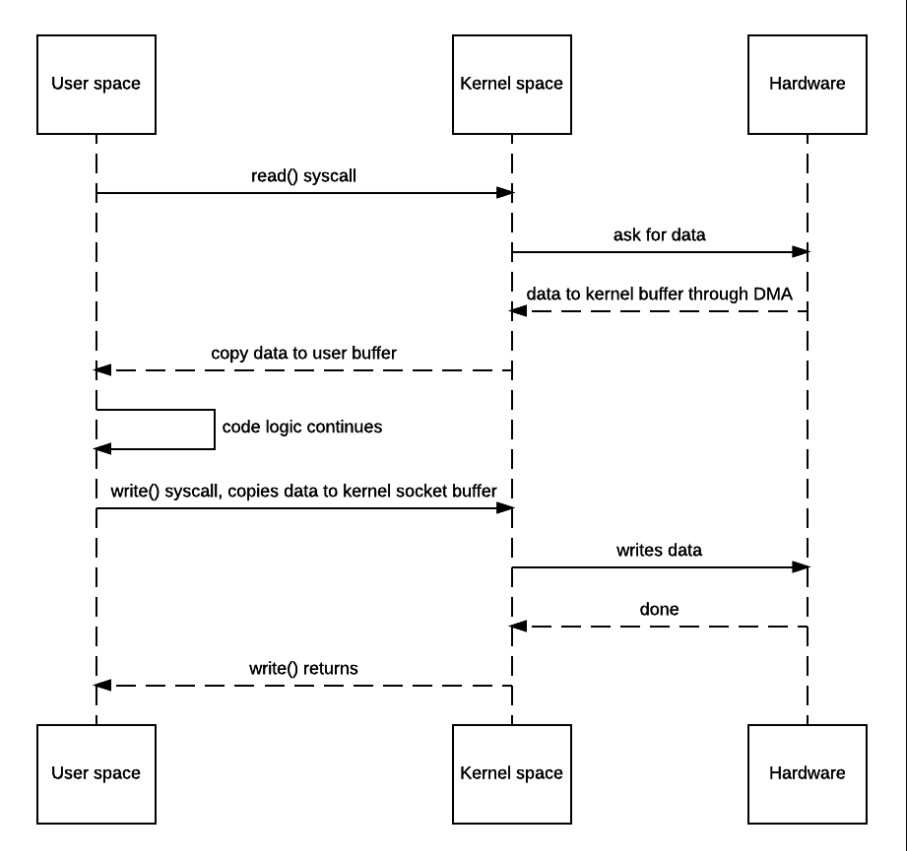 User space
Kernel space
Hardware
read() syscall
ask for data
data to kernel buffer through DMA
copy data to user buffer
code logic continues
write() syscall, copies data to kernel socket buffer
writes data
done
write() returns
User space
Kernel space
Hardware